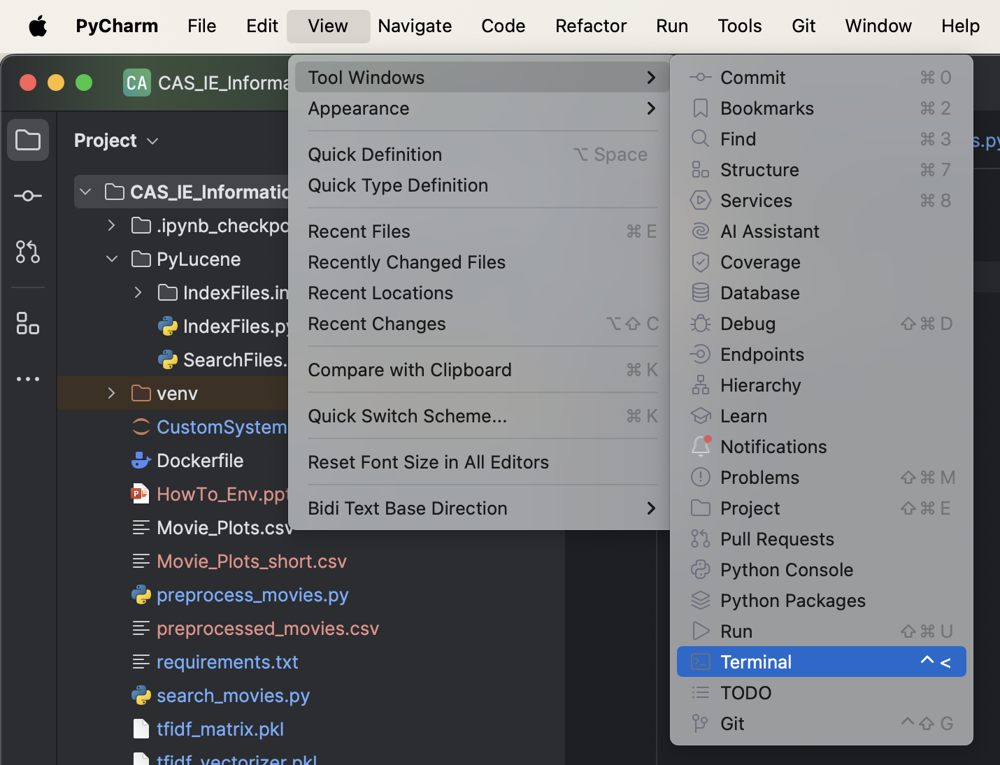 PyCharm File Edit View Navigate Code Refactor Run Tools Git Window Help
CA CAS_IE_Informa
Project
CAS_IE_Informatio
.ipynb_checkpo
PyLucene
IndexFiles.in
IndexFiles.py
SearchFiles.
venv
CustomSystem
Dockerfile
HowTo_Env.ppt
Movie_Plots.csv
Movie_Plots_short.csv
preprocess_movies.py
preprocessed_movies.csv
requirements.txt
search_movies.py
tfidf_matrix.pkl
tfidf_vectorizer.pkl
Tool Windows
Appearance
Quick Definition ⌥ Space
Quick Type Definition
Recent Files ⌘ E
Recently Changed Files
Recent Locations
Recent Changes ⌥⇧ C
Compare with Clipboard ⌘ K
Quick Switch Scheme... ⌘ K
Reset Font Size in All Editors
Bidi Text Base Direction
Commit ⌘ 0
Bookmarks ⌘ 2
Find ⌘ 3
Structure ⌘ 7
Services ⌘ 8
AI Assistant
Coverage
Database
Debug ⇧⌘ D
Endpoints
Hierarchy
Learn
Notifications
Problems ⇧⌘ M
Project ⇧⌘ E
Pull Requests
Python Console
Python Packages
Run ⇧⌘ U
Terminal ^ <
TODO
Git ^⇧ G
s.py